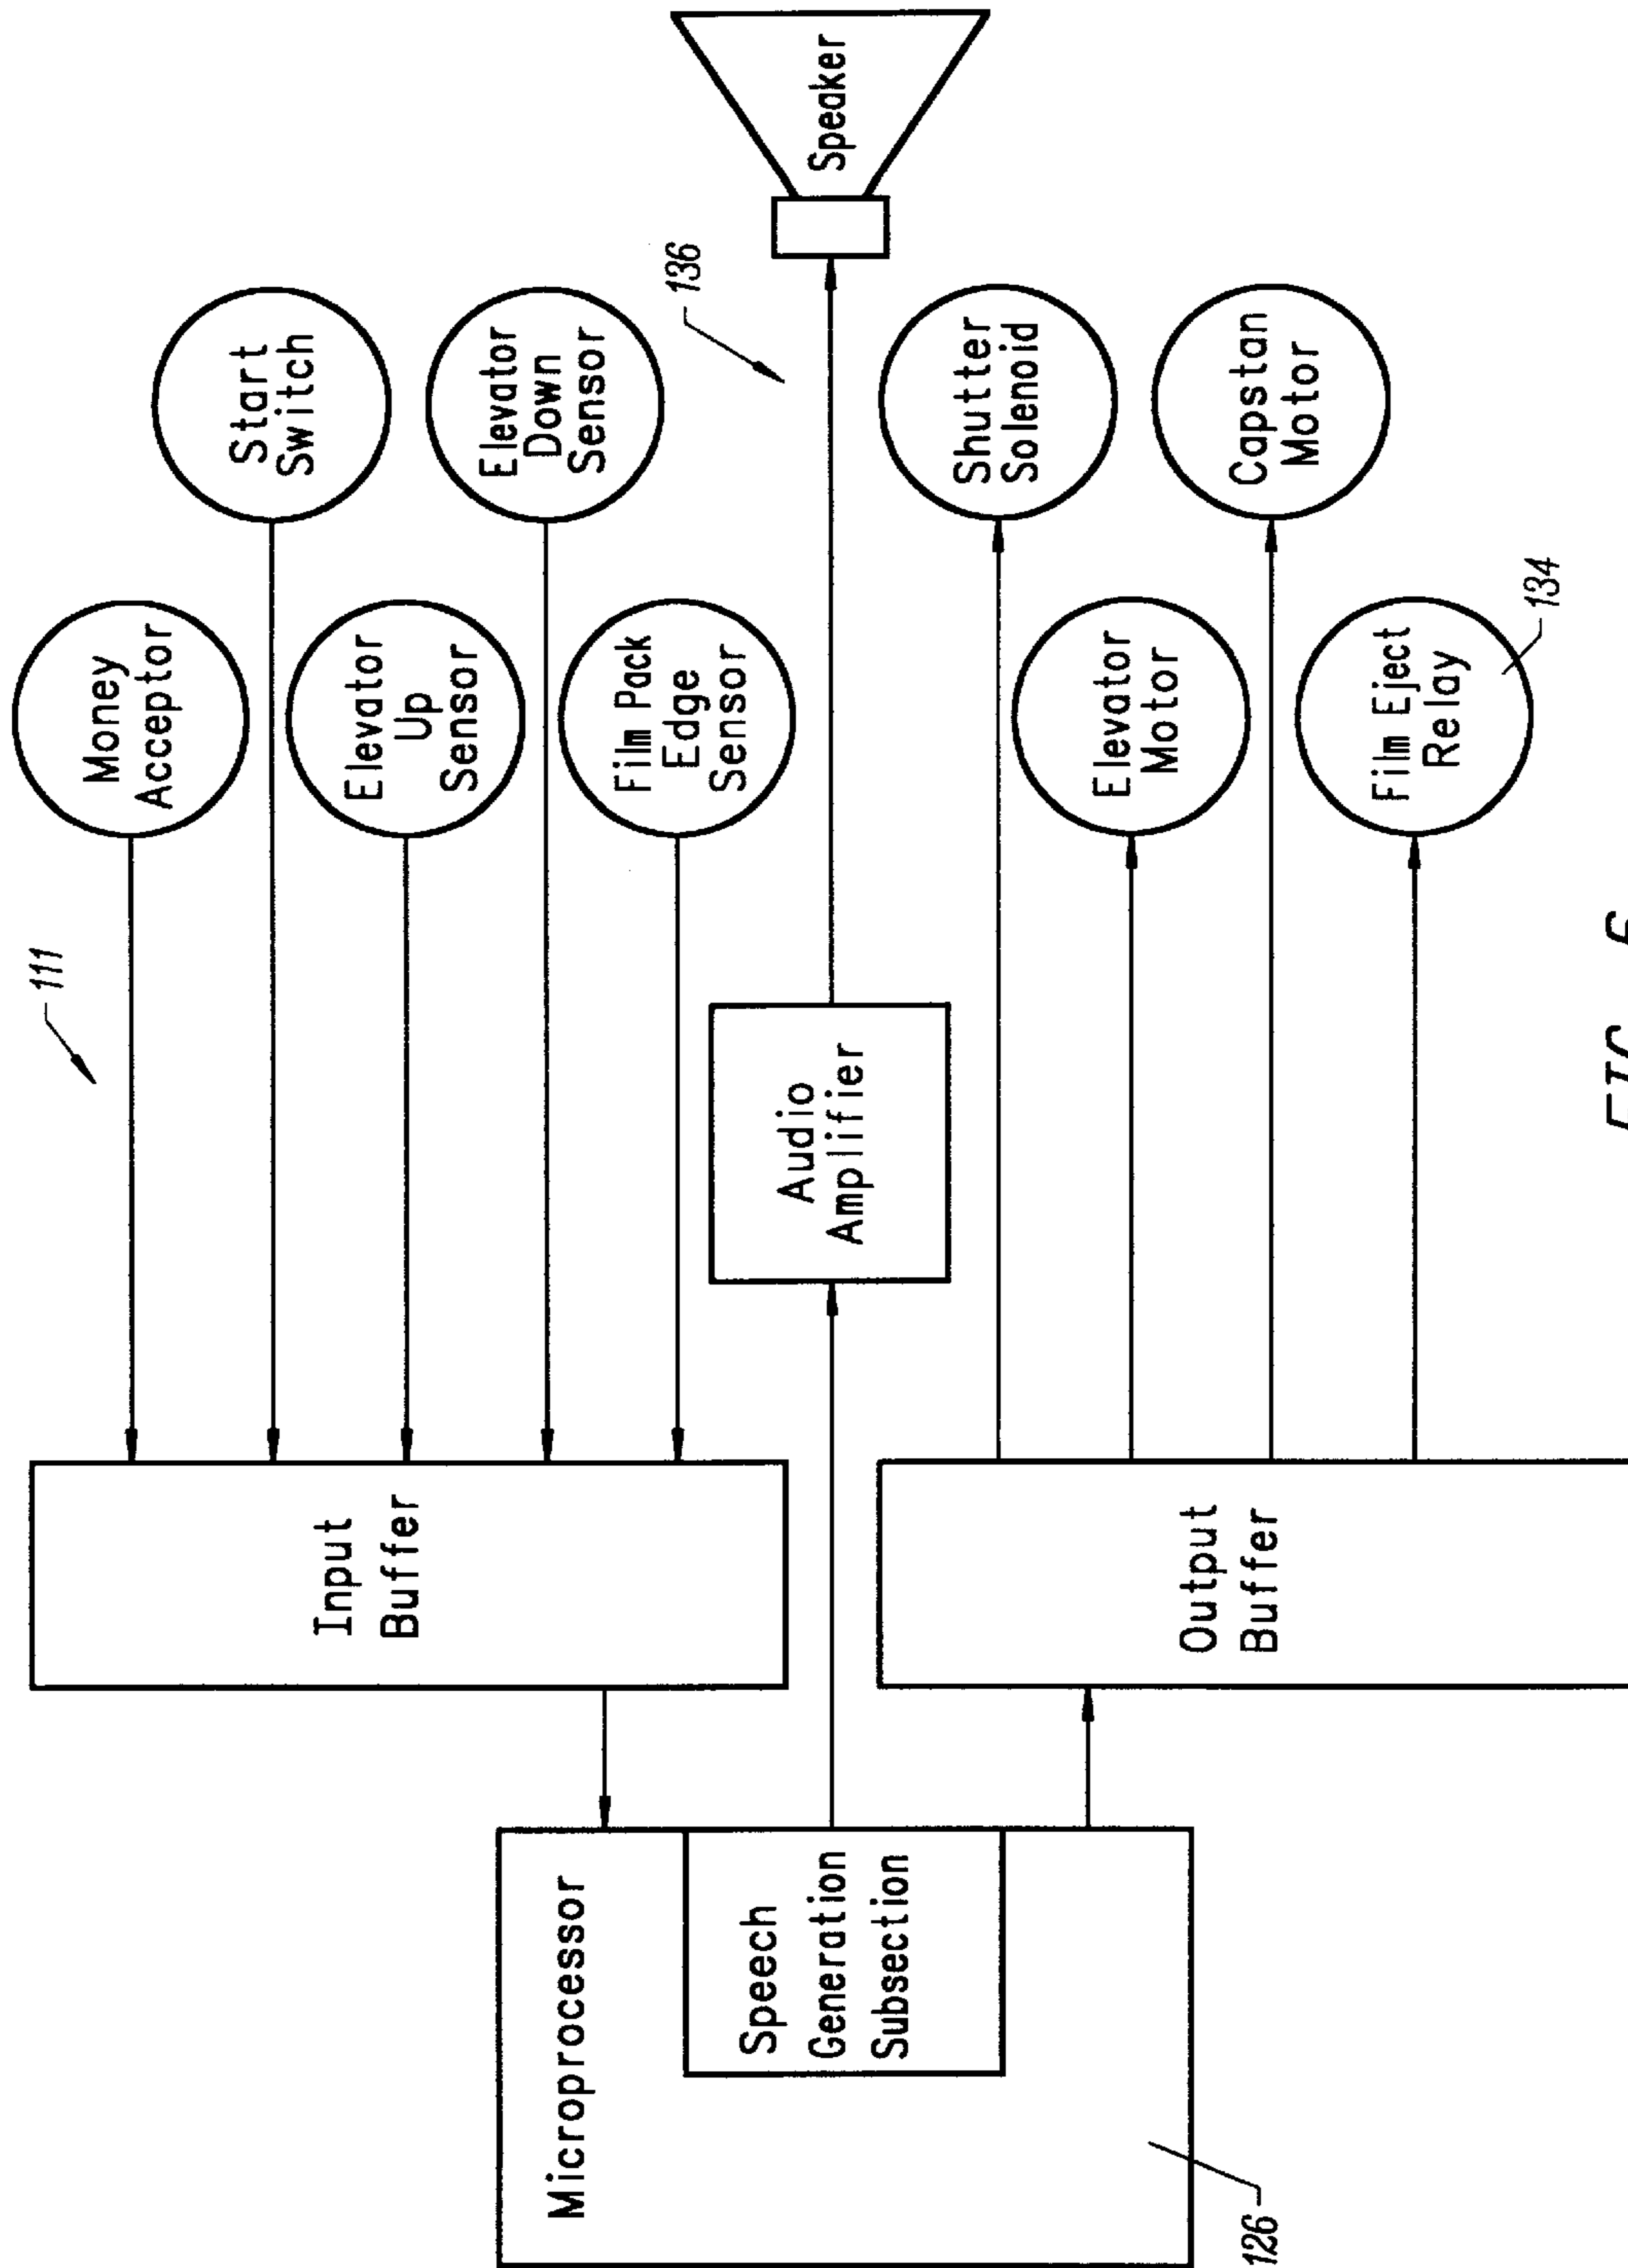 111
Money
Acceptor
Start
Switch
Elevator
Up
Sensor
Elevator
Down
Sensor
Film Pack
Edge
Sensor
Input
Buffer
Microprocessor
Speech
Generation
Subsection
126
Audio
Amplifier
136
Speaker
Output
Buffer
Shutter
Solenoid
Elevator
Motor
Capstan
Motor
Film Eject
Relay
134